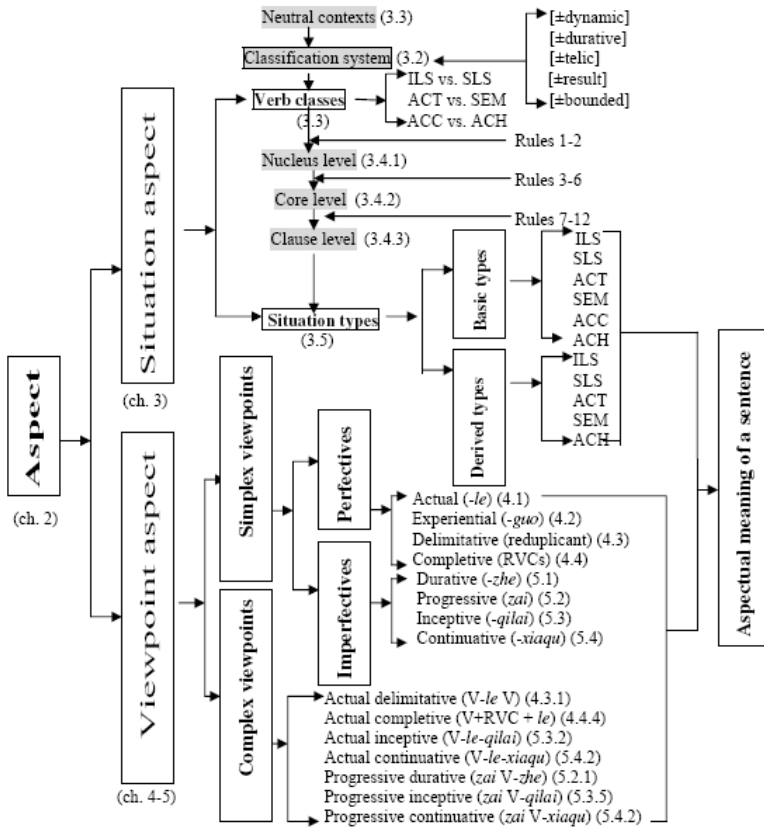 Neutral contexts (3.3)
Classification system (3.2)
[±dynamic]
[±durative]
[±telic]
[±result]
[±bounded]
Verb classes
(3.3)
ILS vs. SLS
ACT vs. SEM
ACC vs. ACH
Rules 1-2
Nucleus level (3.4.1)
Rules 3-6
Core level (3.4.2)
Rules 7-12
Clause level (3.4.3)
Situation types
(3.5)
Basic types
ILS
SLS
ACT
SEM
ACC
ACH
Derived types
ILS
SLS
ACT
SEM
ACH
Situation aspect
(ch. 3)
Aspect
(ch. 2)
Viewpoint aspect
(ch. 4-5)
Simplex viewpoints
Perfectives
Actual (-le) (4.1)
Experiential (-guo) (4.2)
Delimitative (reduplicant) (4.3)
Completive (RVCs) (4.4)
Imperfectives
Durative (-zhe) (5.1)
Progressive (zai) (5.2)
Inceptive (-qilai) (5.3)
Continuative (-xiaqu) (5.4)
Complex viewpoints
Actual delimitative (V-le V) (4.3.1)
Actual completive (V+RVC + le) (4.4.4)
Actual inceptive (V-le-qilai) (5.3.2)
Actual continuative (V-le-xiaqu) (5.4.2)
Progressive durative (zai V-zhe) (5.2.1)
Progressive inceptive (zai V-qilai) (5.3.5)
Progressive continuative (zai V-xiaqu) (5.4.2)
Aspectual meaning of a sentence